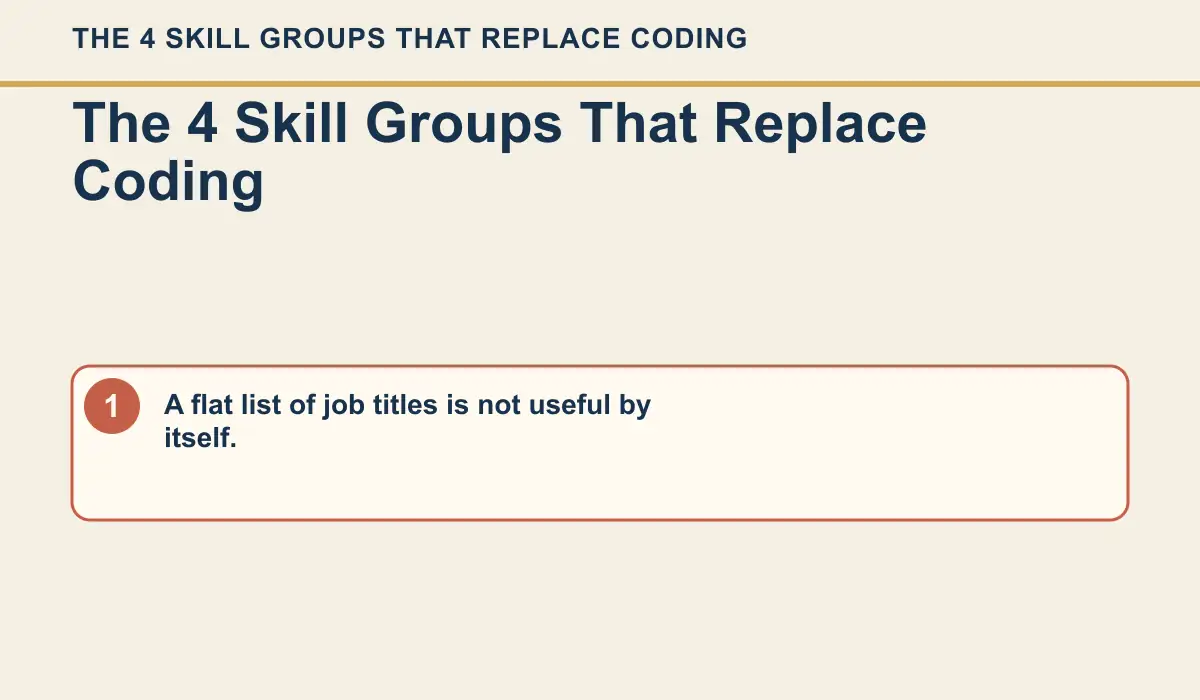 THE 4 SKILL GROUPS THAT REPLACE CODING
The 4 Skill Groups That Replace
Coding
1
A flat list of job titles is not useful by
itself.